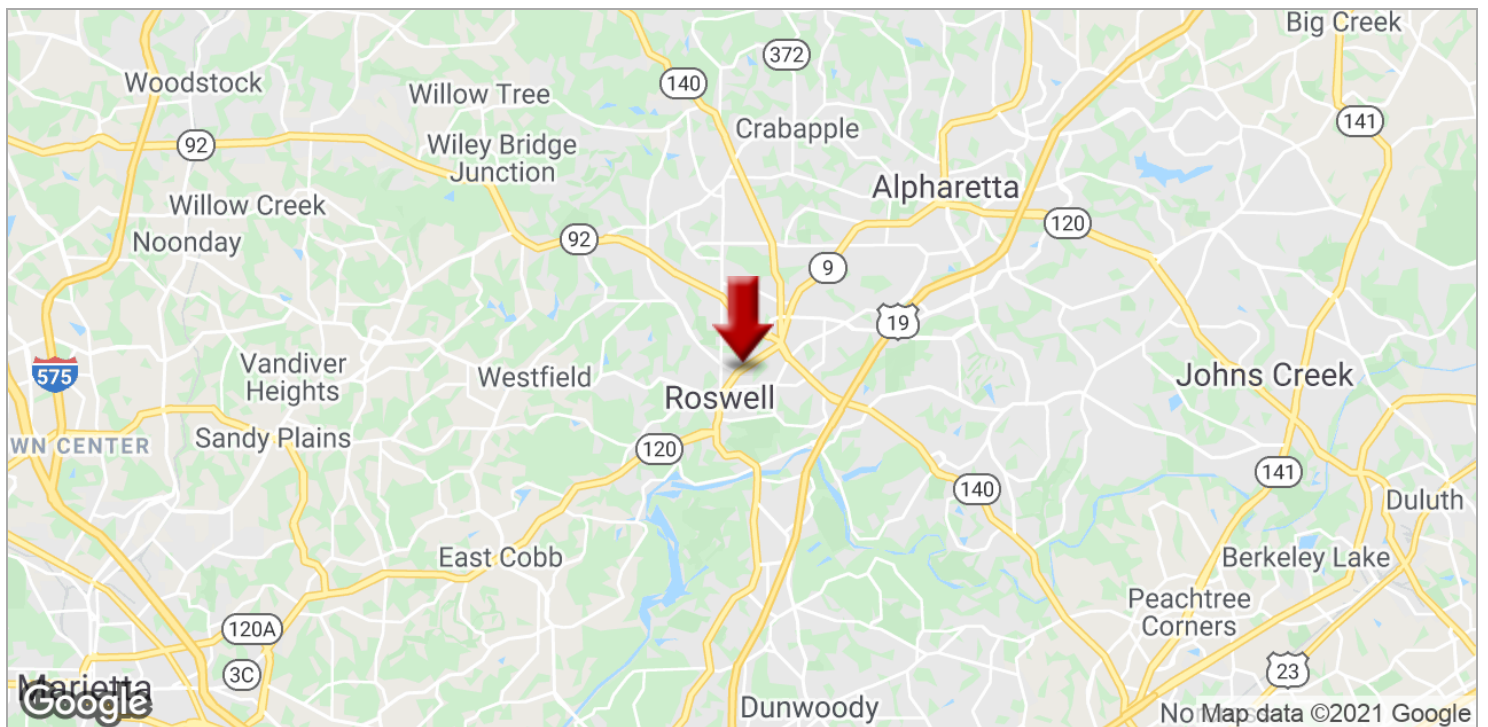 Big Creek
372
Woodstock
140
Willow Tree
141
Crabapple
92
Wiley Bridge
Junction
Alpharetta
Willow Creek
120
92
Noonday
9
19
Vandiver
Heights
575
Westfield
Johns Creek
Roswell
Sandy Plains
WN CENTER
120
141
140
Duluth
East Cobb
Berkeley Lake
Peachtree
Corners
120A
3C
23
Marietta
Google
Dunwoody
Map data ©2021 Google